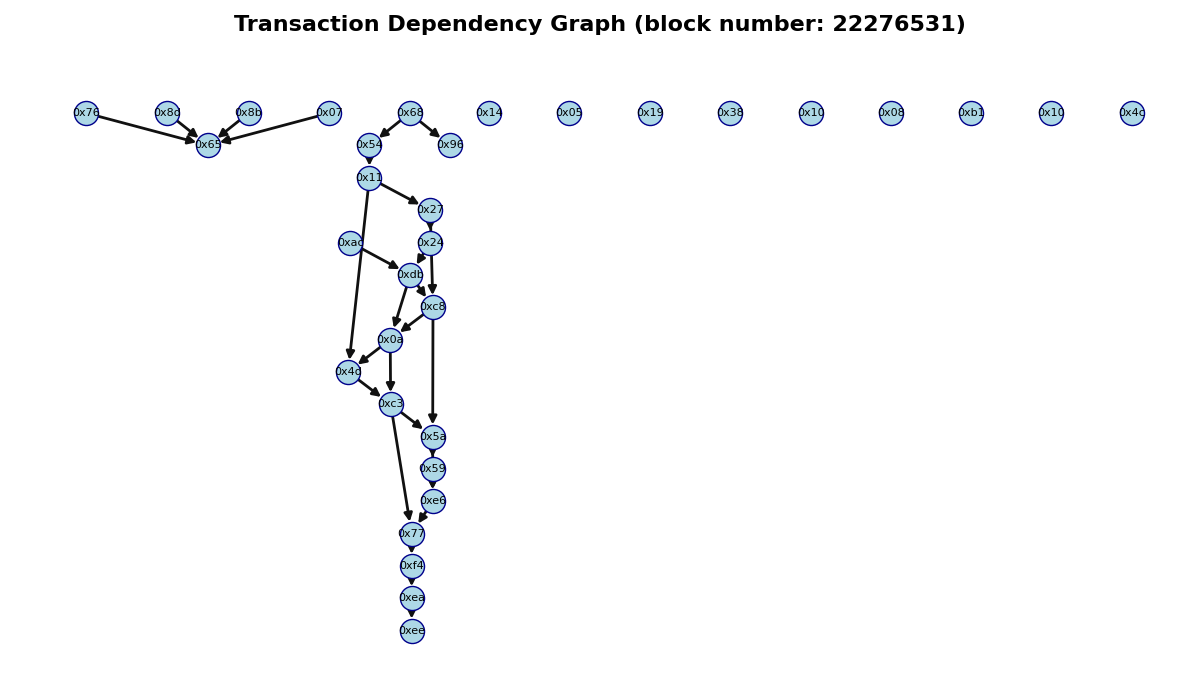 Transaction Dependency Graph (block number: 22276531)
0x76 0x8d 0x8b 0x07 0x68 0x14 0x05 0x19 0x38 0x10 0x08 0xb1 0x10 0x4c
0x65 0x54 0x96
0x11
0x27
0xac 0x24
0xdb
0xc8
0x0a
0x4d
0xc3
0x5a
0x59
0xe6
0x77
0xf4
0xea
0xee